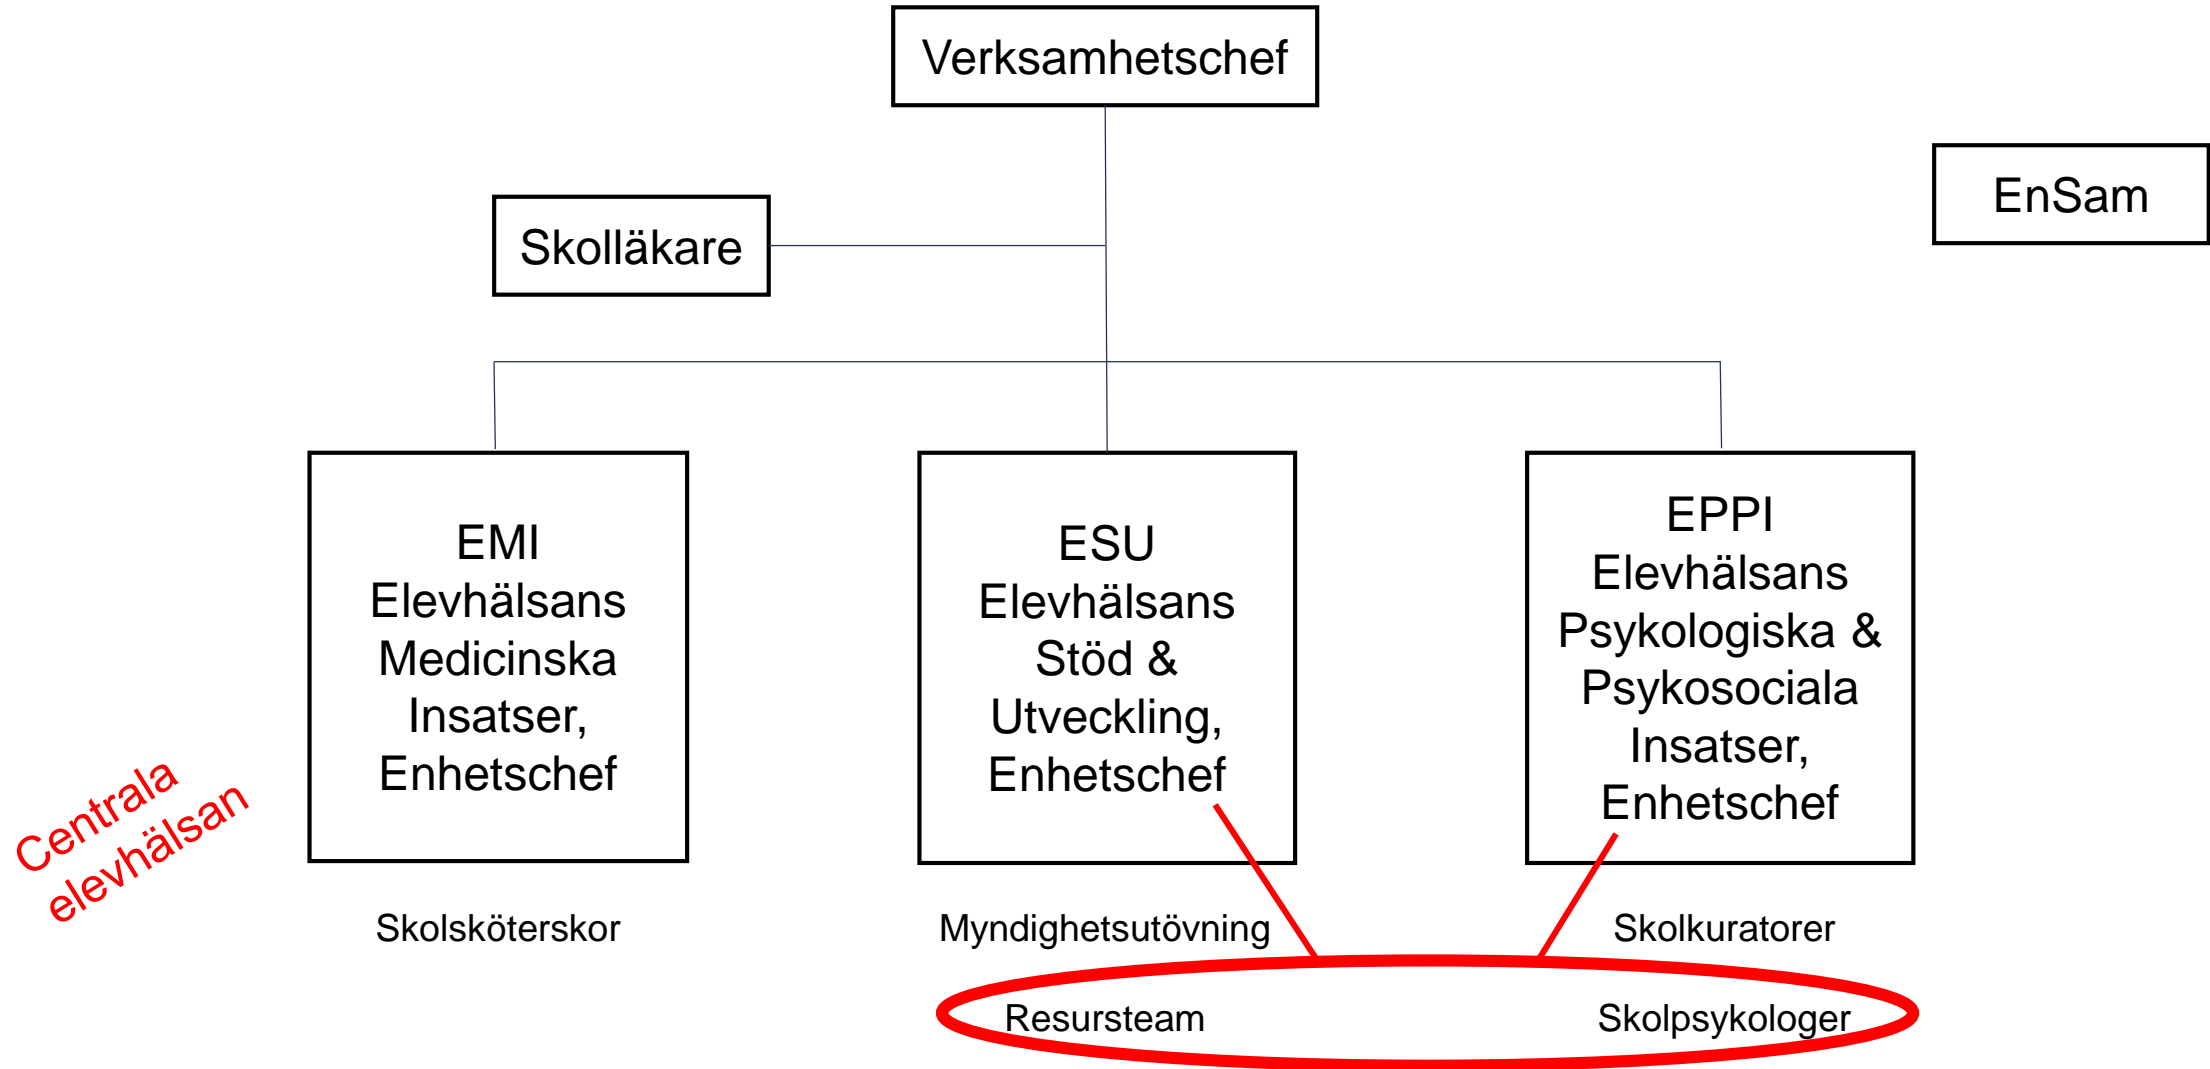 Verksamhetschef
EnSam
Skolläkare
EMI
Elevhälsans
Medicinska
Insatser,
Enhetschef
ESU
Elevhälsans
Stöd &
Utveckling,
Enhetschef
EPPI
Elevhälsans
Psykologiska &
Psykosociala
Insatser,
Enhetschef
Centrala
elevhälsan
Skolsköterskor
Myndighetsutövning
Skolkuratorer
Resursteam
Skolpsykologer